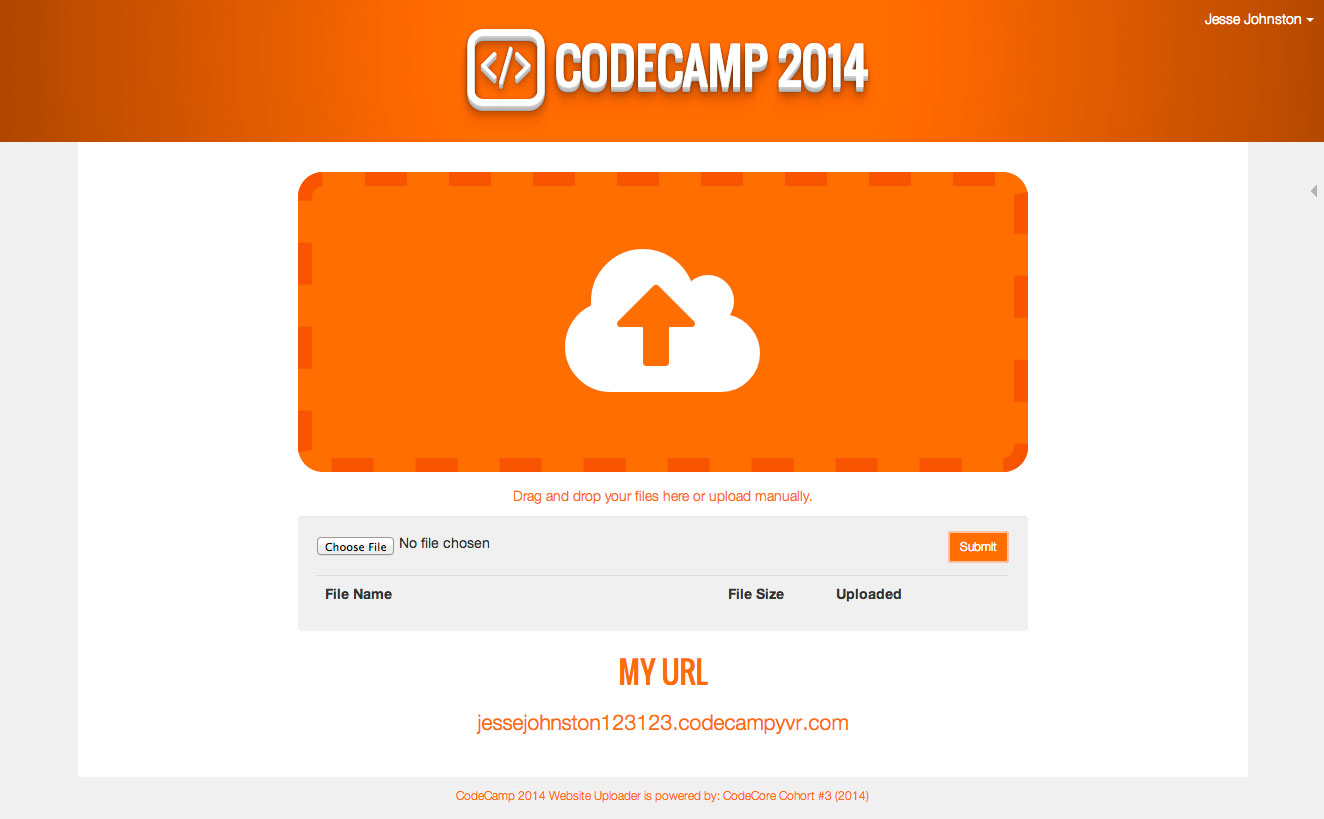 Jesse Johnston
</> CODECAMP 2014
Drag and drop your files here or upload manually.
Choose File No file chosen Submit
File Name File Size Uploaded
MY URL
jessejohnston123123.codecampyvr.com
CodeCamp 2014 Website Uploader is powered by: CodeCore Cohort #3 (2014)